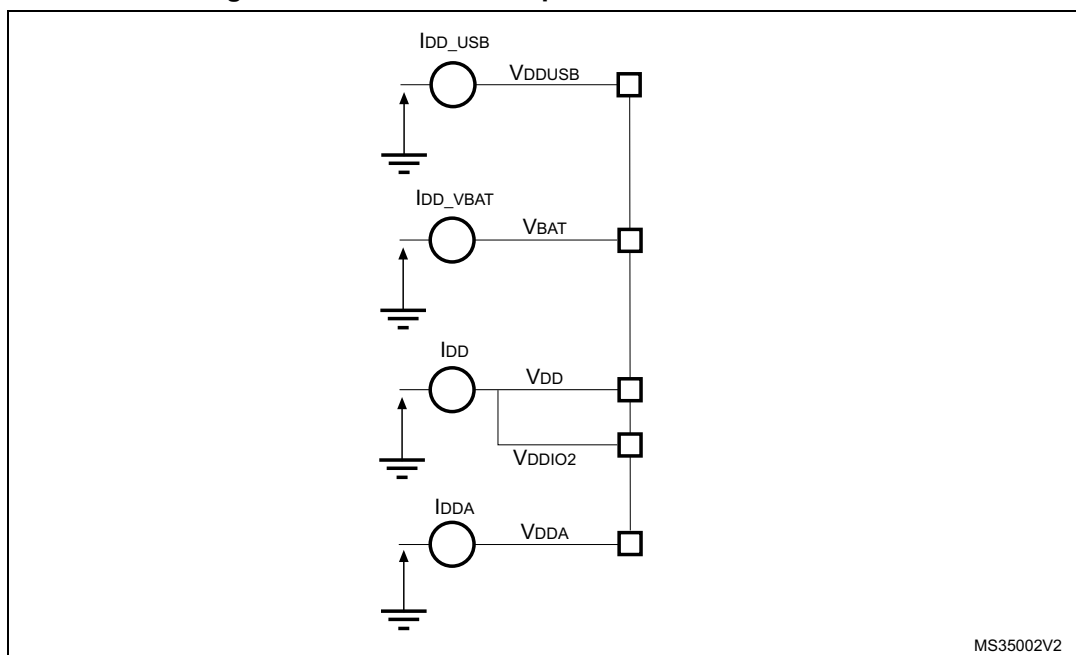 IDD_USB
VDDUSB
IDD_VBAT
VBAT
IDD
VDD
VDDIO2
IDDA
VDDA
MS35002V2